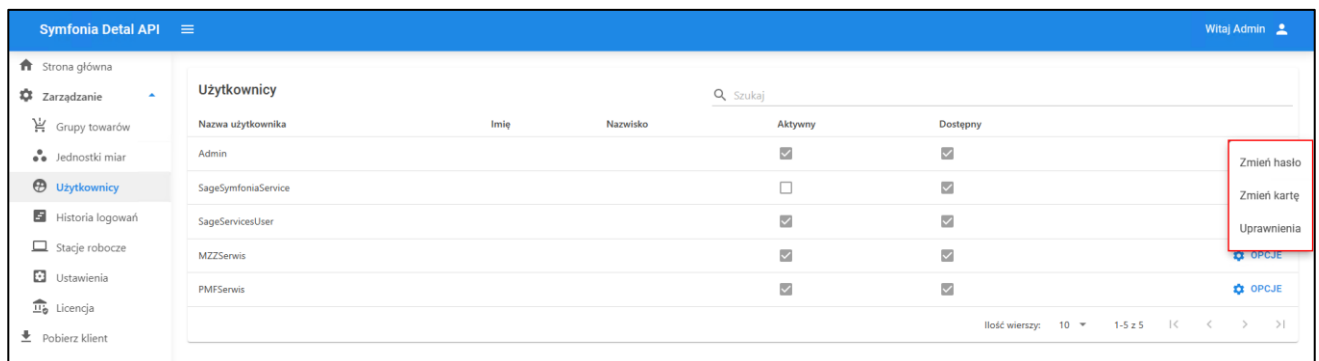 Symfonia Detal API
Witaj Admin
Strona główna
Zarządzanie
Grupy towarów
Jednostki miar
Użytkownicy
Historia logowań
Stacje robocze
Ustawienia
Licencja
Pobierz klient
Użytkownicy
Szukaj
Nazwa użytkownika Imię Nazwisko Aktywny Dostępny
Admin
SageSymfoniaService
SageServicesUser
MZZSerwis OPCJE
PMFSerwis OPCJE
Zmień hasło
Zmień kartę
Uprawnienia
Ilość wierszy: 10 1-5 z 5